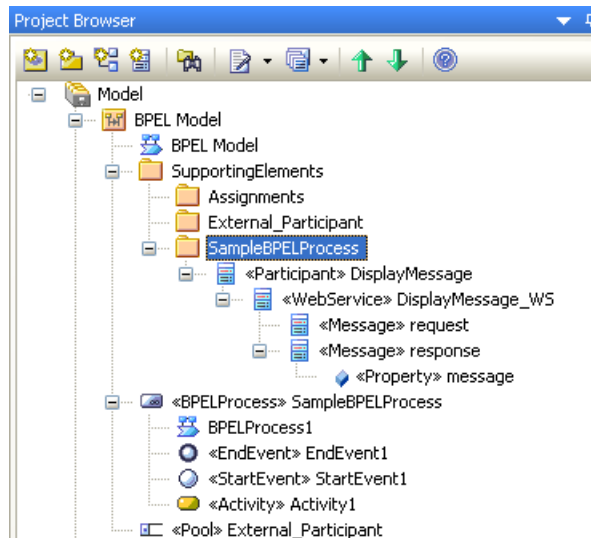 Project Browser
Model
BPEL Model
BPEL Model
SupportingElements
Assignments
External_Participant
SampleBPELProcess
«Participant» DisplayMessage
«WebService» DisplayMessage_WS
«Message» request
«Message» response
«Property» message
«BPELProcess» SampleBPELProcess
BPELProcess1
«EndEvent» EndEvent1
«StartEvent» StartEvent1
«Activity» Activity1
«Pool» External_Participant